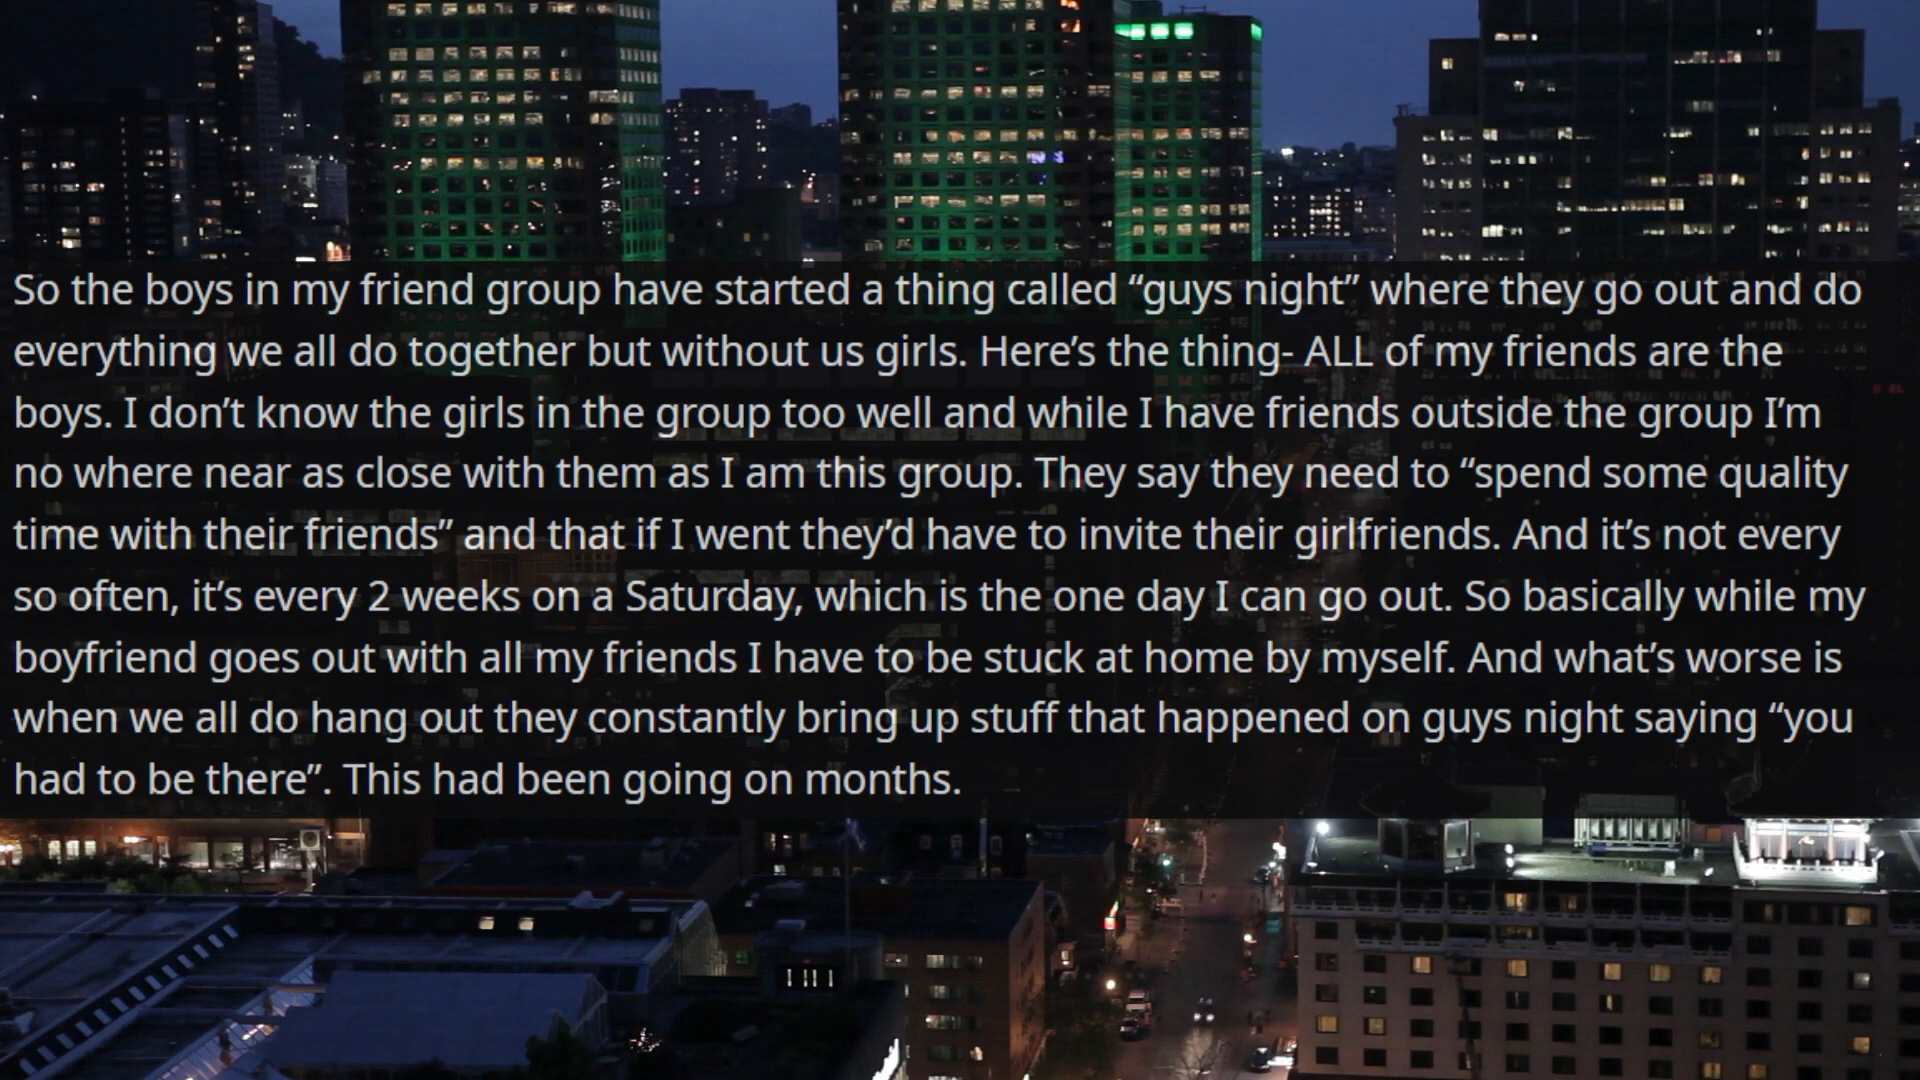 So the boys in my friend group have started a thing called “guys night” where they go out and do
everything we all do together but without us girls. Here’s the thing- ALL of my friends are the
boys. I don’t know the girls in the group too well and while I have friends outside the group I’m
no where near as close with them as I am this group. They say they need to “spend some quality
time with their friends” and that if I went they’d have to invite their girlfriends. And it’s not every
so often, it’s every 2 weeks on a Saturday, which is the one day I can go out. So basically while my
boyfriend goes out with all my friends I have to be stuck at home by myself. And what’s worse is
when we all do hang out they constantly bring up stuff that happened on guys night saying “you
had to be there”. This had been going on months.